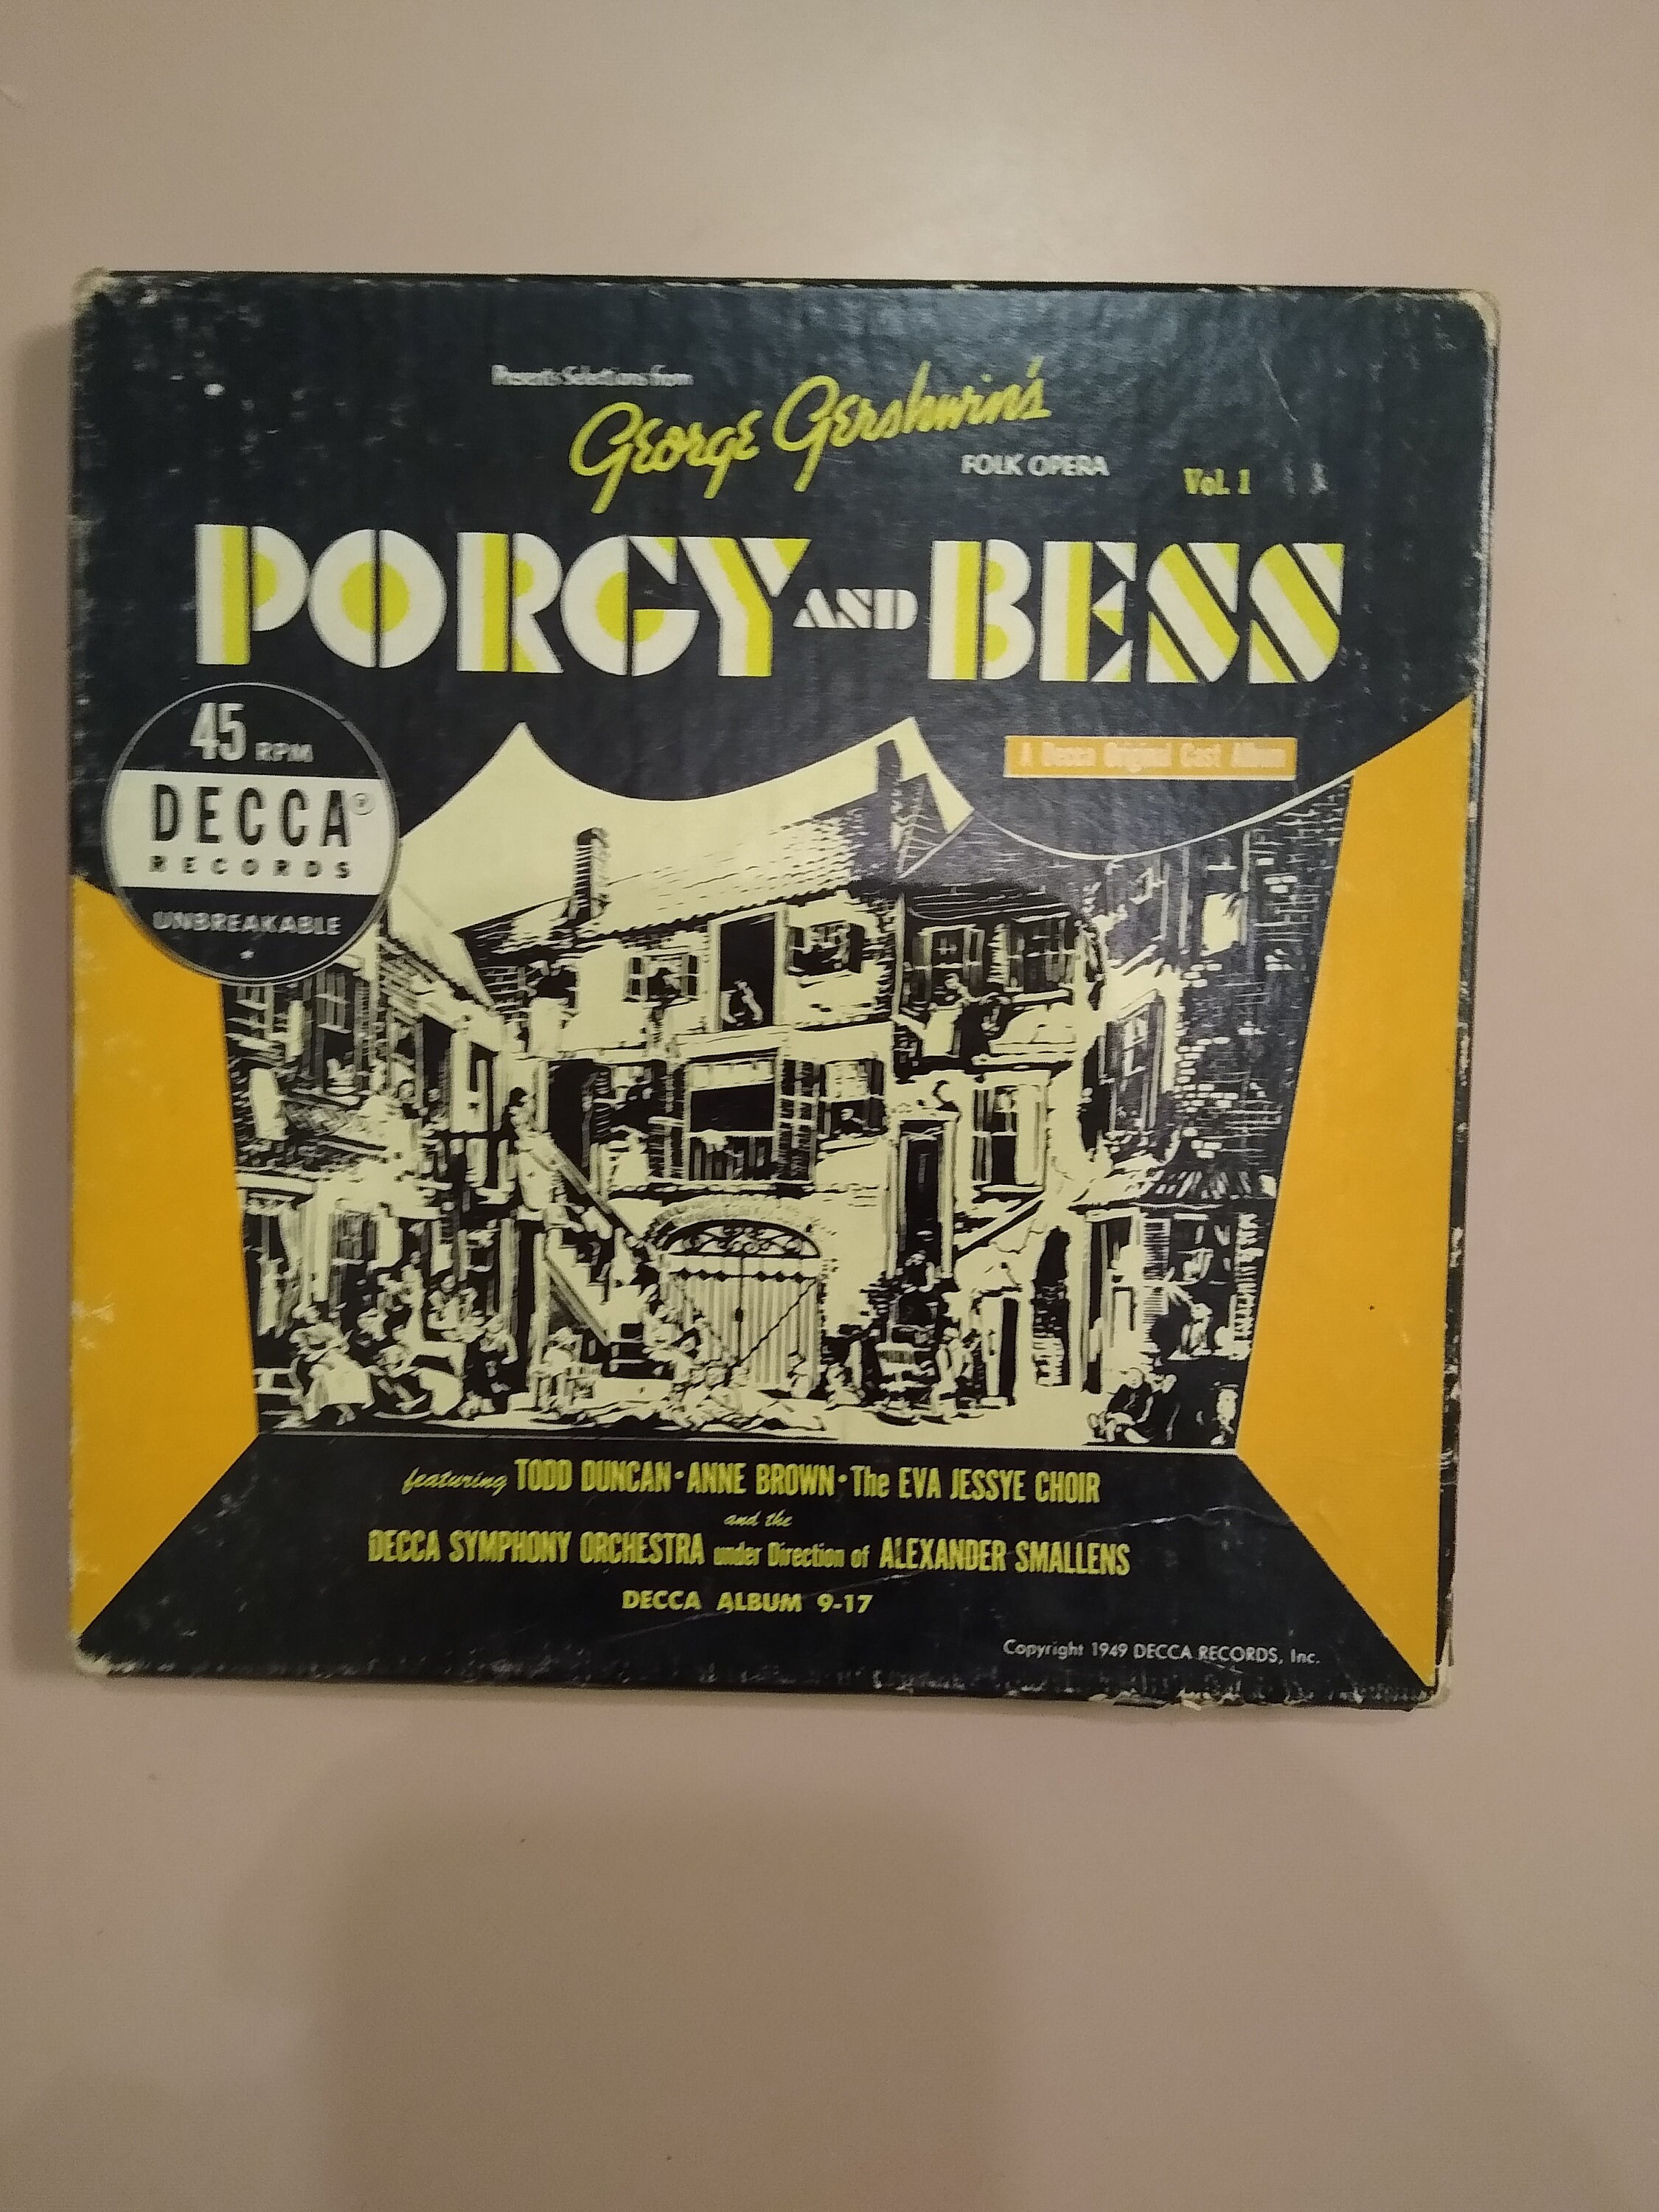 Presents Selections from
George Gershwin's
FOLK OPERA
Vol. 1
PORGY AND BESS
45 RPM
DECCA®
RECORDS
UNBREAKABLE
A Decca Original Cast Album
featuring TODD DUNCAN • ANNE BROWN • The EVA JESSYE CHOIR
and the
DECCA SYMPHONY ORCHESTRA under Direction of ALEXANDER SMALLENS
DECCA ALBUM 9-17
Copyright 1949 DECCA RECORDS, Inc.